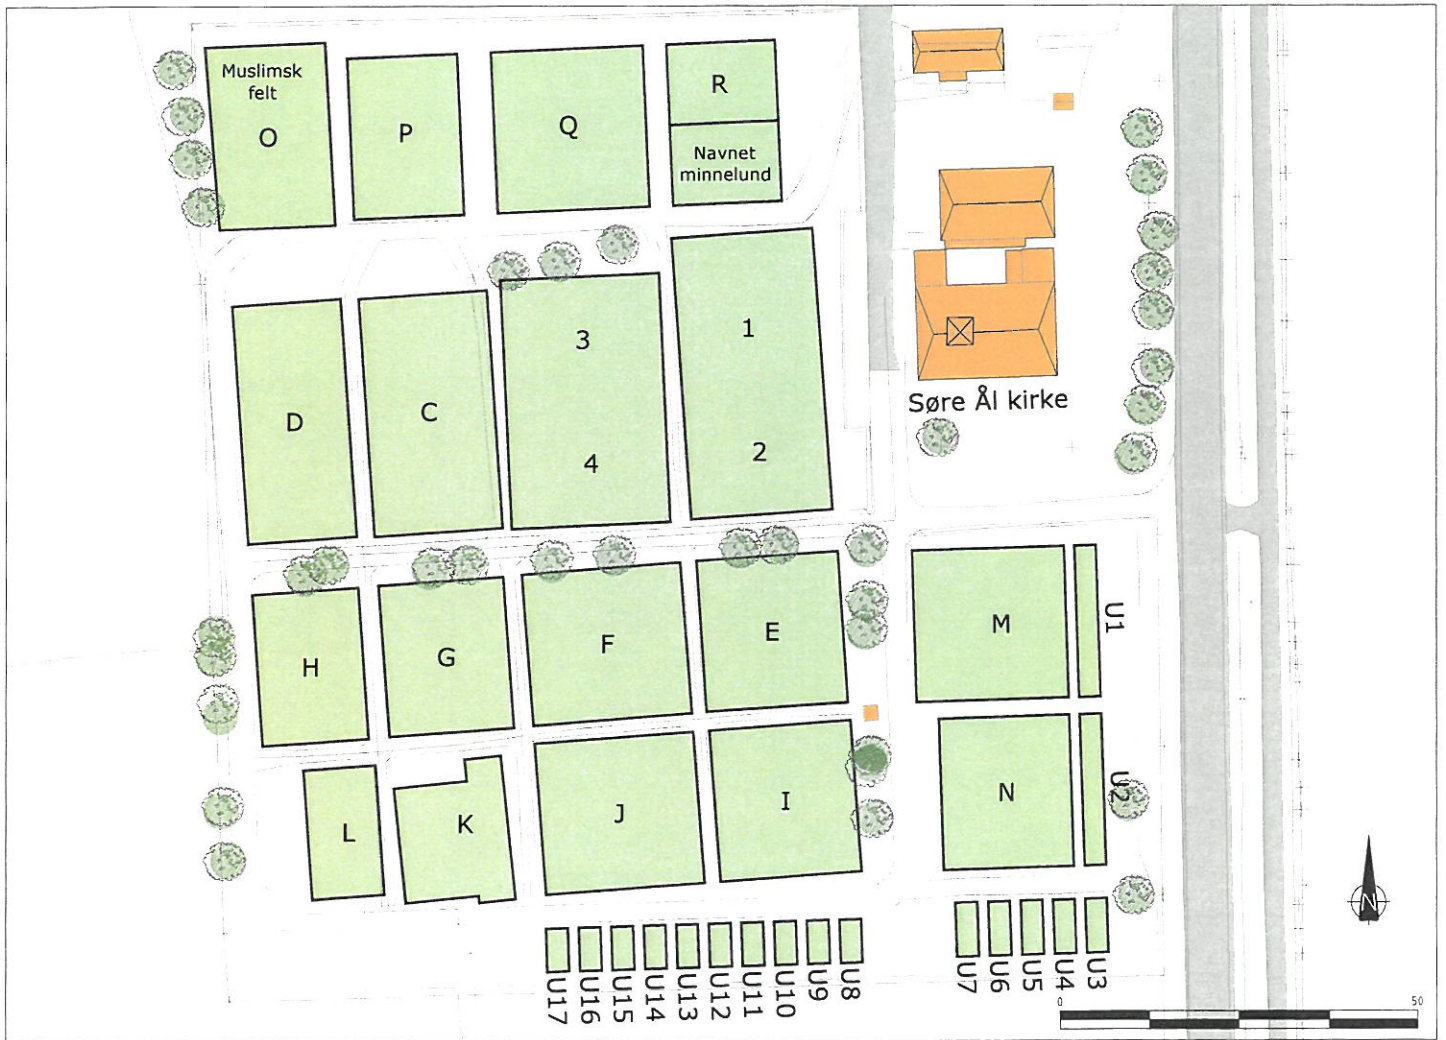 Muslimsk
felt
O
P
Q
R
Navnet
minnelund
D
C
3
4
1
2
Søre Ål kirke
H
G
F
E
M
U1
L
K
J
I
N
U2
U17
U16
U15
U14
U13
U12
U11
U10
U9
U8
U7
U6
U5
U4
U3
N
0
50